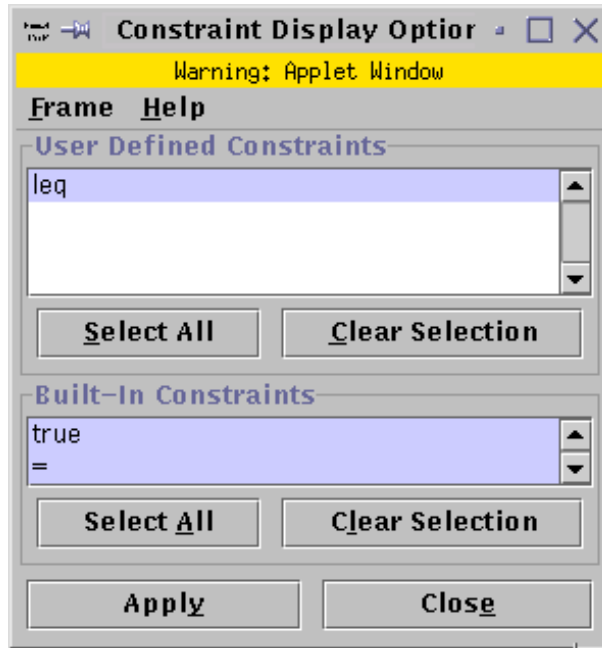 Constraint Display Optior
Warning: Applet Window
Frame Help
User Defined Constraints
leq
Select All Clear Selection
Built-In Constraints
true
=
Select All Clear Selection
Apply Close